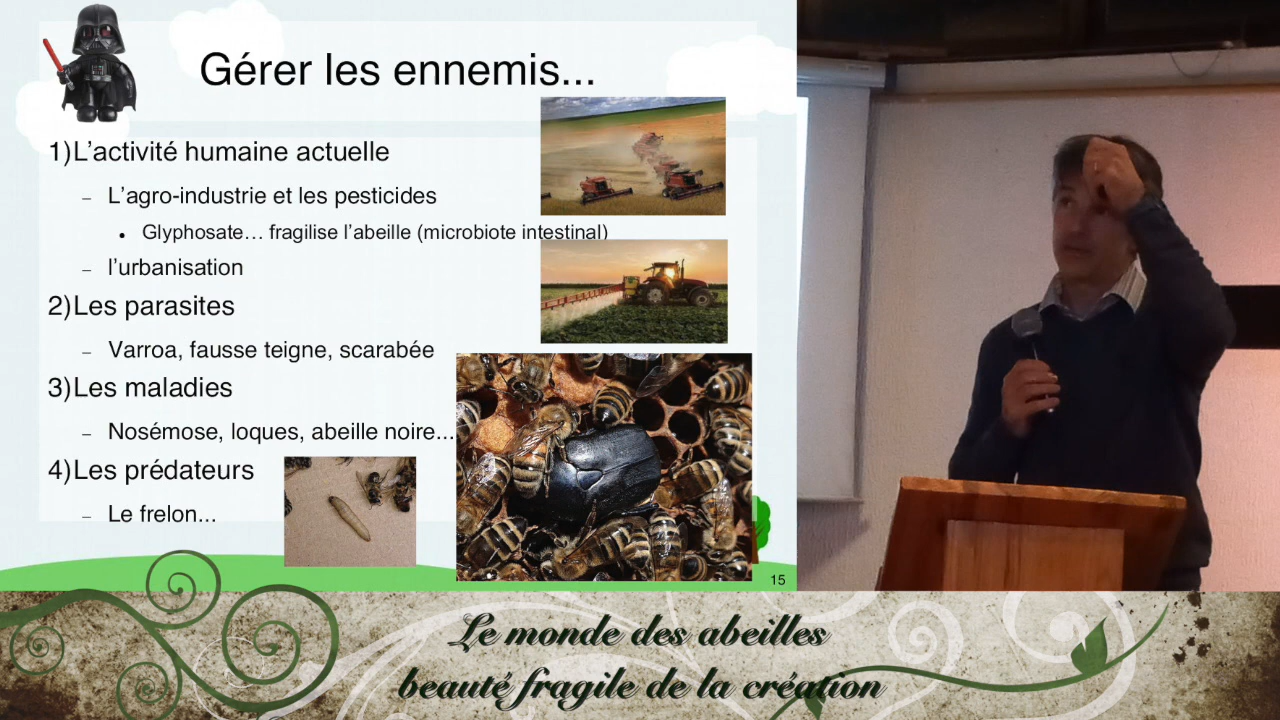 Gérer les ennemis...
1)L'activité humaine actuelle
– L'agro-industrie et les pesticides
• Glyphosate… fragilise l'abeille (microbiote intestinal)
– l'urbanisation
2)Les parasites
– Varroa, fausse teigne, scarabée
3)Les maladies
– Nosémose, loques, abeille noire...
4)Les prédateurs
– Le frelon...
15
Le monde des abeilles
beauté fragile de la création